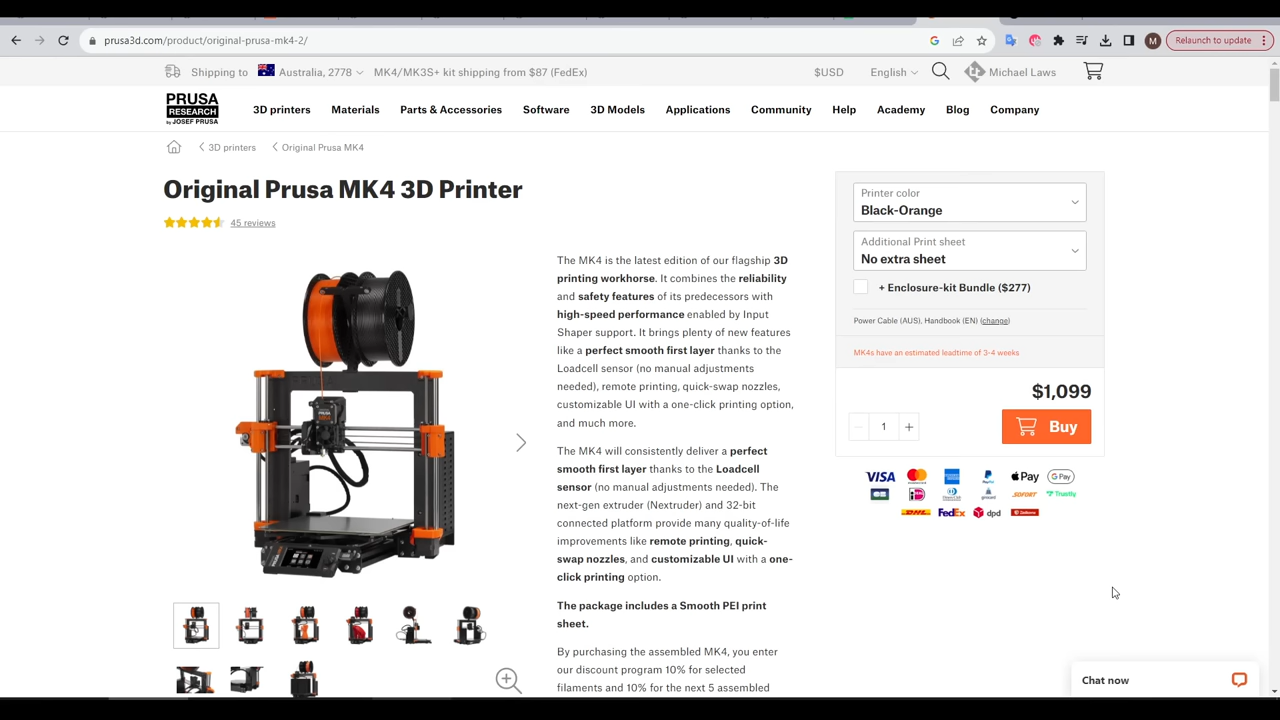 prusa3d.com/product/original-prusa-mk4-2/
M
Relaunch to update
Shipping to Australia, 2778 MK4/MK3S+ kit shipping from $87 (FedEx)
$USD English Michael Laws
PRUSA
RESEARCH
by JOSEF PRUSA
3D printers Materials Parts & Accessories Software 3D Models Applications Community Help Academy Blog Company
3D printers Original Prusa MK4
Original Prusa MK4 3D Printer
45 reviews
The MK4 is the latest edition of our flagship 3D
printing workhorse. It combines the reliability
and safety features of its predecessors with
high-speed performance enabled by Input
Shaper support. It brings plenty of new features
like a perfect smooth first layer thanks to the
Loadcell sensor (no manual adjustments
needed), remote printing, quick-swap nozzles,
customizable UI with a one-click printing option,
and much more.
The MK4 will consistently deliver a perfect
smooth first layer thanks to the Loadcell
sensor (no manual adjustments needed). The
next-gen extruder (Nextruder) and 32-bit
connected platform provide many quality-of-life
improvements like remote printing, quick-
swap nozzles, and customizable UI with a one-
click printing option.
The package includes a Smooth PEI print
sheet.
By purchasing the assembled MK4, you enter
our discount program 10% for selected
filaments and 10% for the next 5 assembled
Printer color
Black-Orange
Additional Print sheet
No extra sheet
+ Enclosure-kit Bundle ($277)
Power Cable (AUS), Handbook (EN) (change)
MK4s have an estimated leadtime of 3-4 weeks
$1,099
1
Buy
VISA PayPal Pay G Pay
iDEAL SOFORT Trustly
DHL FedEx dpd
Chat now